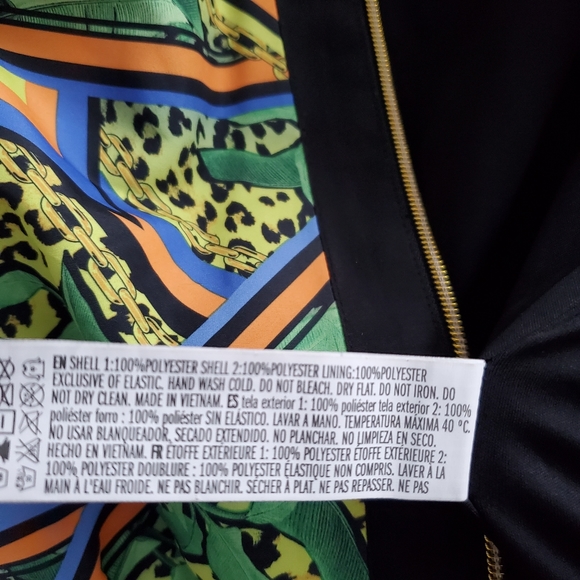 EN SHELL 1:100%POLYESTER SHELL 2:100%POLYESTER LINING:100%POLYESTER
EXCLUSIVE OF ELASTIC. HAND WASH COLD. DO NOT BLEACH. DRY FLAT. DO NOT IRON. DO
NOT DRY CLEAN. MADE IN VIETNAM. ES tela exterior 1: 100% poliéster tela exterior 2: 100%
poliéster forro : 100% poliéster SIN ELÁSTICO. LAVAR A MANO. TEMPERATURA MÁXIMA 40 ºC.
NO USAR BLANQUEADOR, SECADO EXTENDIDO. NO PLANCHAR. NO LIMPIEZA EN SECO.
HECHO EN VIETNAM. FR ÉTOFFE EXTÉRIEURE 1: 100% POLYESTER ÉTOFFE EXTÉRIEURE 2:
100% POLYESTER DOUBLURE : 100% POLYESTER ÉLASTIQUE NON COMPRIS. LAVER À LA
MAIN À L'EAU FROIDE. NE PAS BLANCHIR. SÉCHER À PLAT. NE PAS REPASSER. NE PAS